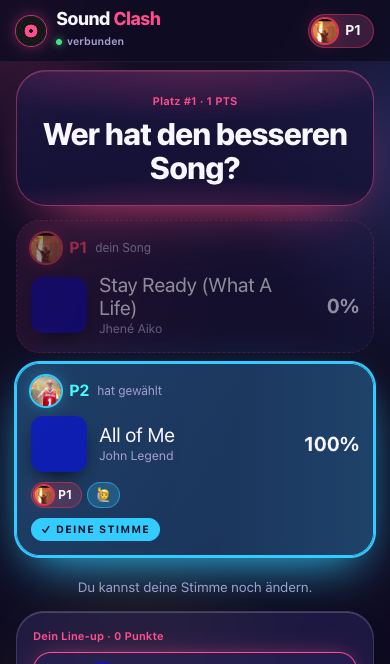 Sound Clash
verbunden
P1
Platz #1 · 1 PTS
Wer hat den besseren
Song?
P1 dein Song
Stay Ready (What A
Life)
Jhené Aiko
0%
P2 hat gewählt
All of Me
John Legend
100%
P1
✓ DEINE STIMME
Du kannst deine Stimme noch ändern.
Dein Line-up · 0 Punkte